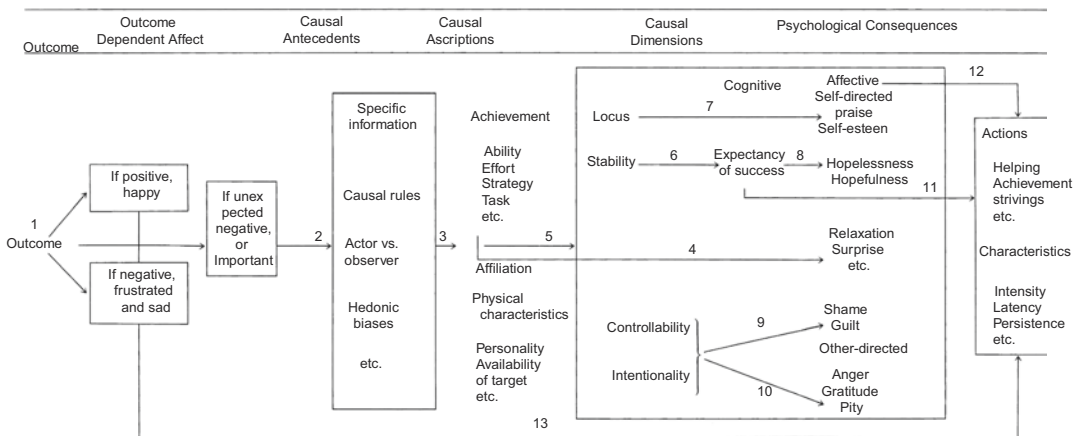 Outcome
Outcome
Dependent Affect
Causal
Antecedents
Causal
Ascriptions
Causal
Dimensions
Psychological Consequences
1
Outcome
If positive,
happy
If negative,
frustrated
and sad
If unex
pected
negative,
or
Important
2
Specific
information
Causal rules
Actor vs.
observer
Hedonic
biases
etc.
3
Achievement
Ability
Effort
Strategy
Task
etc.
Affiliation
Physical
characteristics
Personality
Availability
of target
etc.
5
4
Cognitive
Locus
7
Affective
Self-directed
praise
Self-esteen
Stability
6
Expectancy
of success
8
Hopelessness
Hopefulness
Relaxation
Surprise
etc.
Controllability
Intentionality
9
Shame
Guilt
Other-directed
10
Anger
Gratitude
Pity
12
11
Actions
Helping
Achievement
strivings
etc.
Characteristics
Intensity
Latency
Persistence
etc.
13